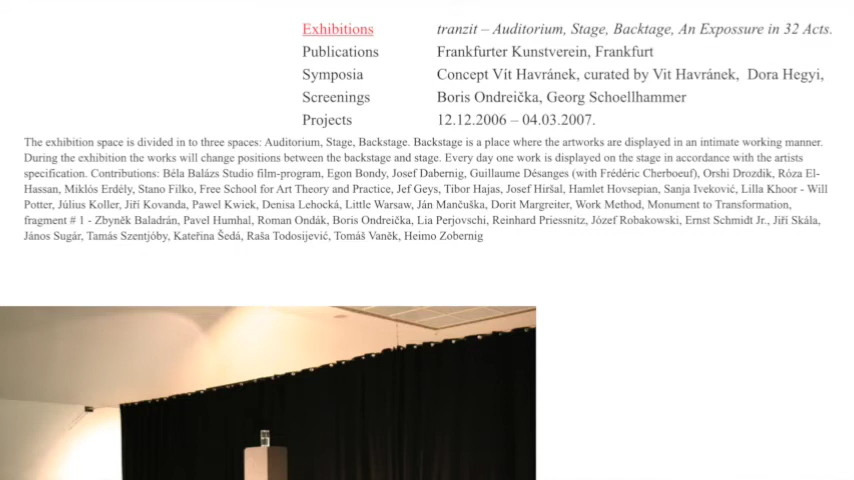 Exhibitions
Publications
Symposia
Screenings
Projects
tranzit – Auditorium, Stage, Backtage, An Expossure in 32 Acts.
Frankfurter Kunstverein, Frankfurt
Concept Vít Havránek, curated by Vit Havránek, Dora Hegyi,
Boris Ondreička, Georg Schoellhammer
12.12.2006 – 04.03.2007.
The exhibition space is divided in to three spaces: Auditorium, Stage, Backstage. Backstage is a place where the artworks are displayed in an intimate working manner.
During the exhibition the works will change positions between the backstage and stage. Every day one work is displayed on the stage in accordance with the artists
specification. Contributions: Béla Balázs Studio film-program, Egon Bondy, Josef Dabernig, Guillaume Désanges (with Frédéric Cherboeuf), Orshi Drozdik, Róza El-
Hassan, Miklós Erdély, Stano Filko, Free School for Art Theory and Practice, Jef Geys, Tibor Hajas, Josef Hiršal, Hamlet Hovsepian, Sanja Iveković, Lilla Khoor - Will
Potter, Július Koller, Jiří Kovanda, Pawel Kwiek, Denisa Lehocká, Little Warsaw, Ján Mančuška, Dorit Margreiter, Work Method, Monument to Transformation,
fragment # 1 - Zbyněk Baladrán, Pavel Humhal, Roman Ondák, Boris Ondreička, Lia Perjovschi, Reinhard Priessnitz, Józef Robakowski, Ernst Schmidt Jr., Jiří Skála,
János Sugár, Tamás Szentjóby, Kateřina Šedá, Raša Todosijević, Tomáš Vaněk, Heimo Zobernig